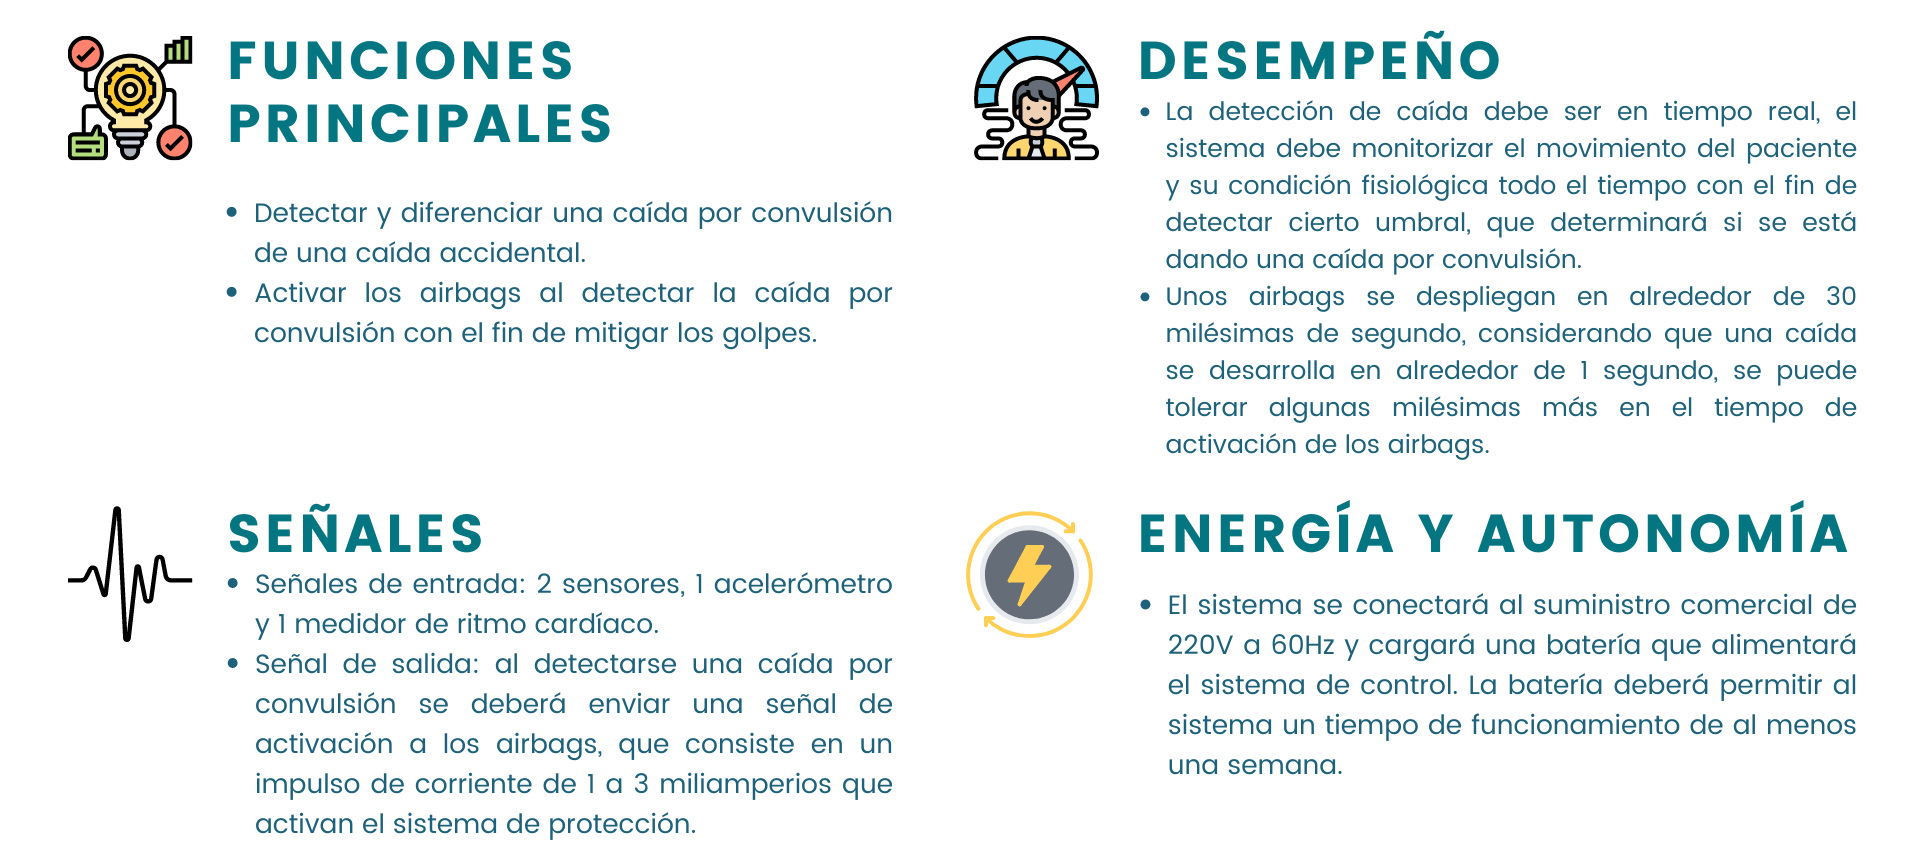 FUNCIONES
PRINCIPALES
• Detectar y diferenciar una caída por convulsión
de una caída accidental.
• Activar los airbags al detectar la caída por
convulsión con el fin de mitigar los golpes.
DESEMPEÑO
• La detección de caída debe ser en tiempo real, el
sistema debe monitorizar el movimiento del paciente
y su condición fisiológica todo el tiempo con el fin de
detectar cierto umbral, que determinará si se está
dando una caída por convulsión.
• Unos airbags se despliegan en alrededor de 30
milésimas de segundo, considerando que una caída
se desarrolla en alrededor de 1 segundo, se puede
tolerar algunas milésimas más en el tiempo de
activación de los airbags.
SEÑALES
• Señales de entrada: 2 sensores, 1 acelerómetro
y 1 medidor de ritmo cardíaco.
• Señal de salida: al detectarse una caída por
convulsión se deberá enviar una señal de
activación a los airbags, que consiste en un
impulso de corriente de 1 a 3 miliamperios que
activan el sistema de protección.
ENERGÍA Y AUTONOMÍA
• El sistema se conectará al suministro comercial de
220V a 60Hz y cargará una batería que alimentará
el sistema de control. La batería deberá permitir al
sistema un tiempo de funcionamiento de al menos
una semana.